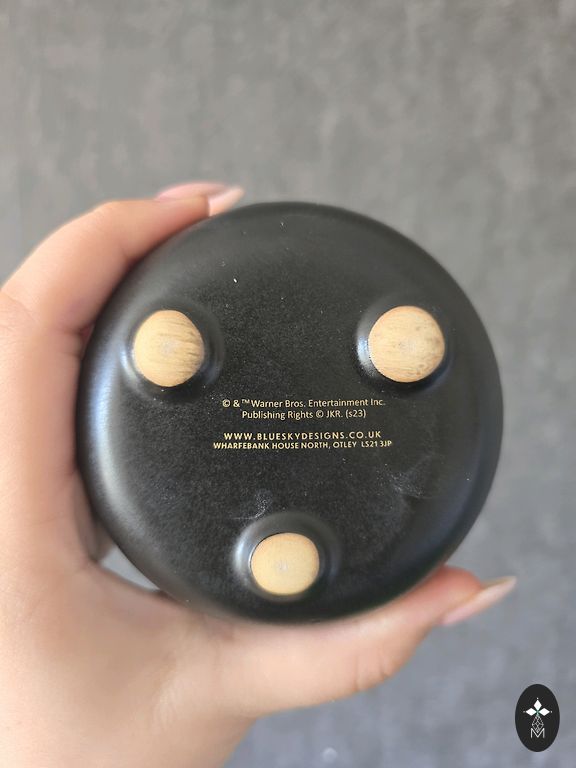 © & ™ Warner Bros. Entertainment Inc.
Publishing Rights © JKR. (s23)
WWW.BLUESKYDESIGNS.CO.UK
WHARFEBANK HOUSE NORTH, OTLEY LS21 3JP
M